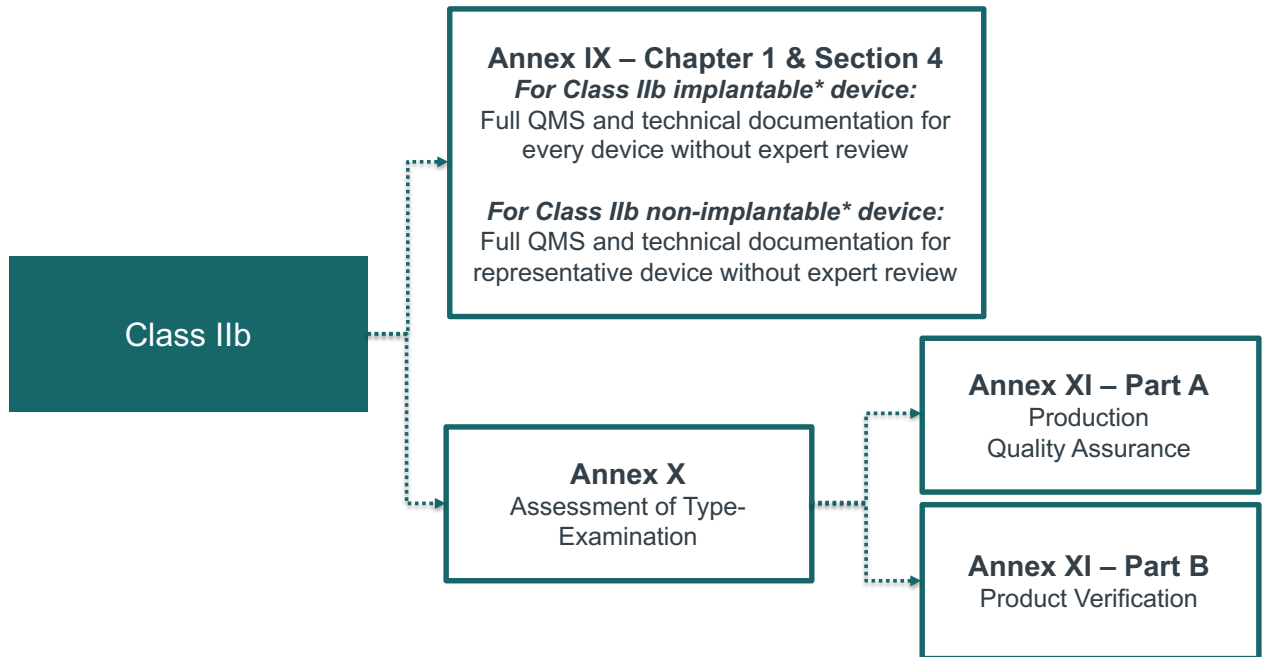 Annex IX – Chapter 1 & Section 4
For Class IIb implantable* device:
Full QMS and technical documentation for
every device without expert review
For Class IIb non-implantable* device:
Full QMS and technical documentation for
representative device without expert review
Class IIb
Annex X
Assessment of Type-
Examination
Annex XI – Part A
Production
Quality Assurance
Annex XI – Part B
Product Verification